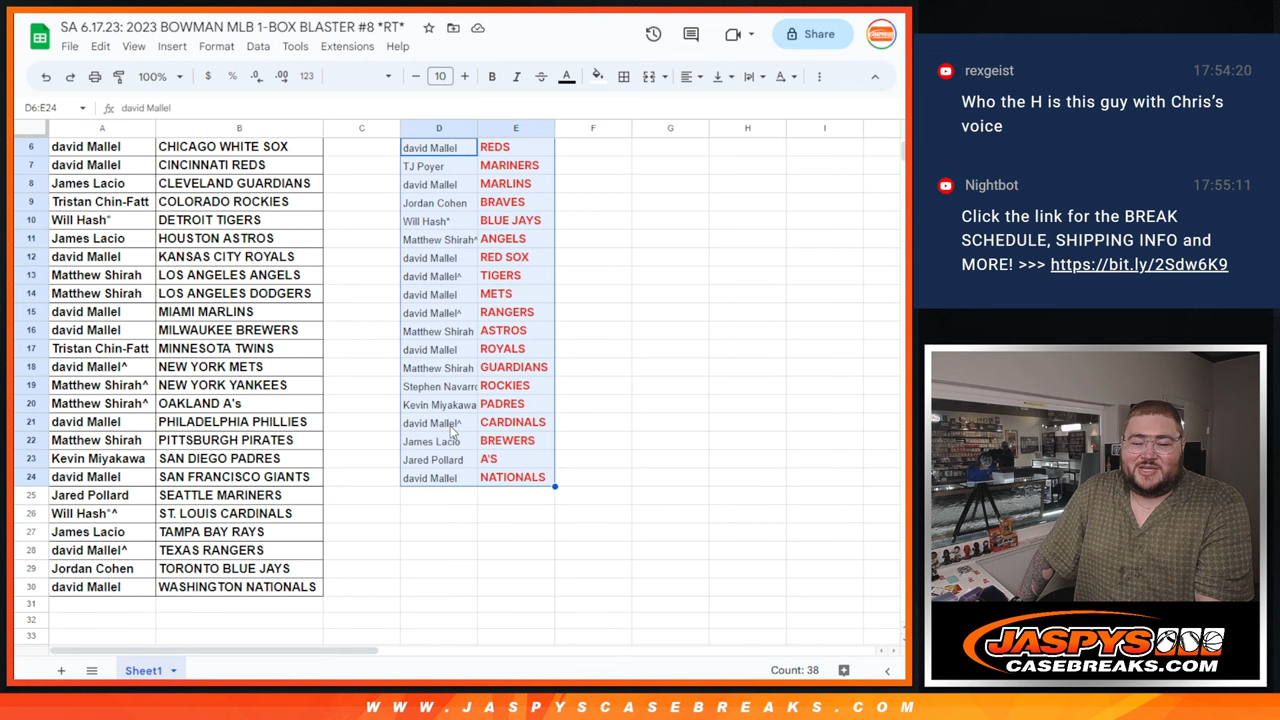 SA 6.17.23: 2023 BOWMAN MLB 1-BOX BLASTER #8 *RT*
File Edit View Insert Format Data Tools Extensions Help
Share
100% $ % .0 .00 123 10 B I A
D6:E24 fx david Mallel
A B C D E F G H I
6 david Mallel CHICAGO WHITE SOX david Mallel REDS
7 david Mallel CINCINNATI REDS TJ Poyer MARINERS
8 James Lacio CLEVELAND GUARDIANS david Mallel MARLINS
9 Tristan Chin-Fatt COLORADO ROCKIES Jordan Cohen BRAVES
10 Will Hash* DETROIT TIGERS Will Hash* BLUE JAYS
11 James Lacio HOUSTON ASTROS Matthew Shirah^ ANGELS
12 david Mallel KANSAS CITY ROYALS david Mallel RED SOX
13 Matthew Shirah LOS ANGELES ANGELS david Mallel^ TIGERS
14 Matthew Shirah LOS ANGELES DODGERS david Mallel METS
15 david Mallel MIAMI MARLINS david Mallel^ RANGERS
16 david Mallel MILWAUKEE BREWERS Matthew Shirah ASTROS
17 Tristan Chin-Fatt MINNESOTA TWINS david Mallel ROYALS
18 david Mallel^ NEW YORK METS Matthew Shirah GUARDIANS
19 Matthew Shirah^ NEW YORK YANKEES Stephen Navarro ROCKIES
20 Matthew Shirah^ OAKLAND A's Kevin Miyakawa PADRES
21 david Mallel PHILADELPHIA PHILLIES david Mallel^ CARDINALS
22 Matthew Shirah PITTSBURGH PIRATES James Lacio BREWERS
23 Kevin Miyakawa SAN DIEGO PADRES Jared Pollard A'S
24 david Mallel SAN FRANCISCO GIANTS david Mallel NATIONALS
25 Jared Pollard SEATTLE MARINERS
26 Will Hash*^ ST. LOUIS CARDINALS
27 James Lacio TAMPA BAY RAYS
28 david Mallel^ TEXAS RANGERS
29 Jordan Cohen TORONTO BLUE JAYS
30 david Mallel WASHINGTON NATIONALS
31
32
33
Sheet1 Count: 38
rexgeist 17:54:20
Who the H is this guy with Chris's
voice
Nightbot 17:55:11
Click the link for the BREAK
SCHEDULE, SHIPPING INFO and
MORE! >>> https://bit.ly/2Sdw6K9
JASPYS
CASEBREAKS.COM
WWW.JASPYSCASEBREAKS.COM